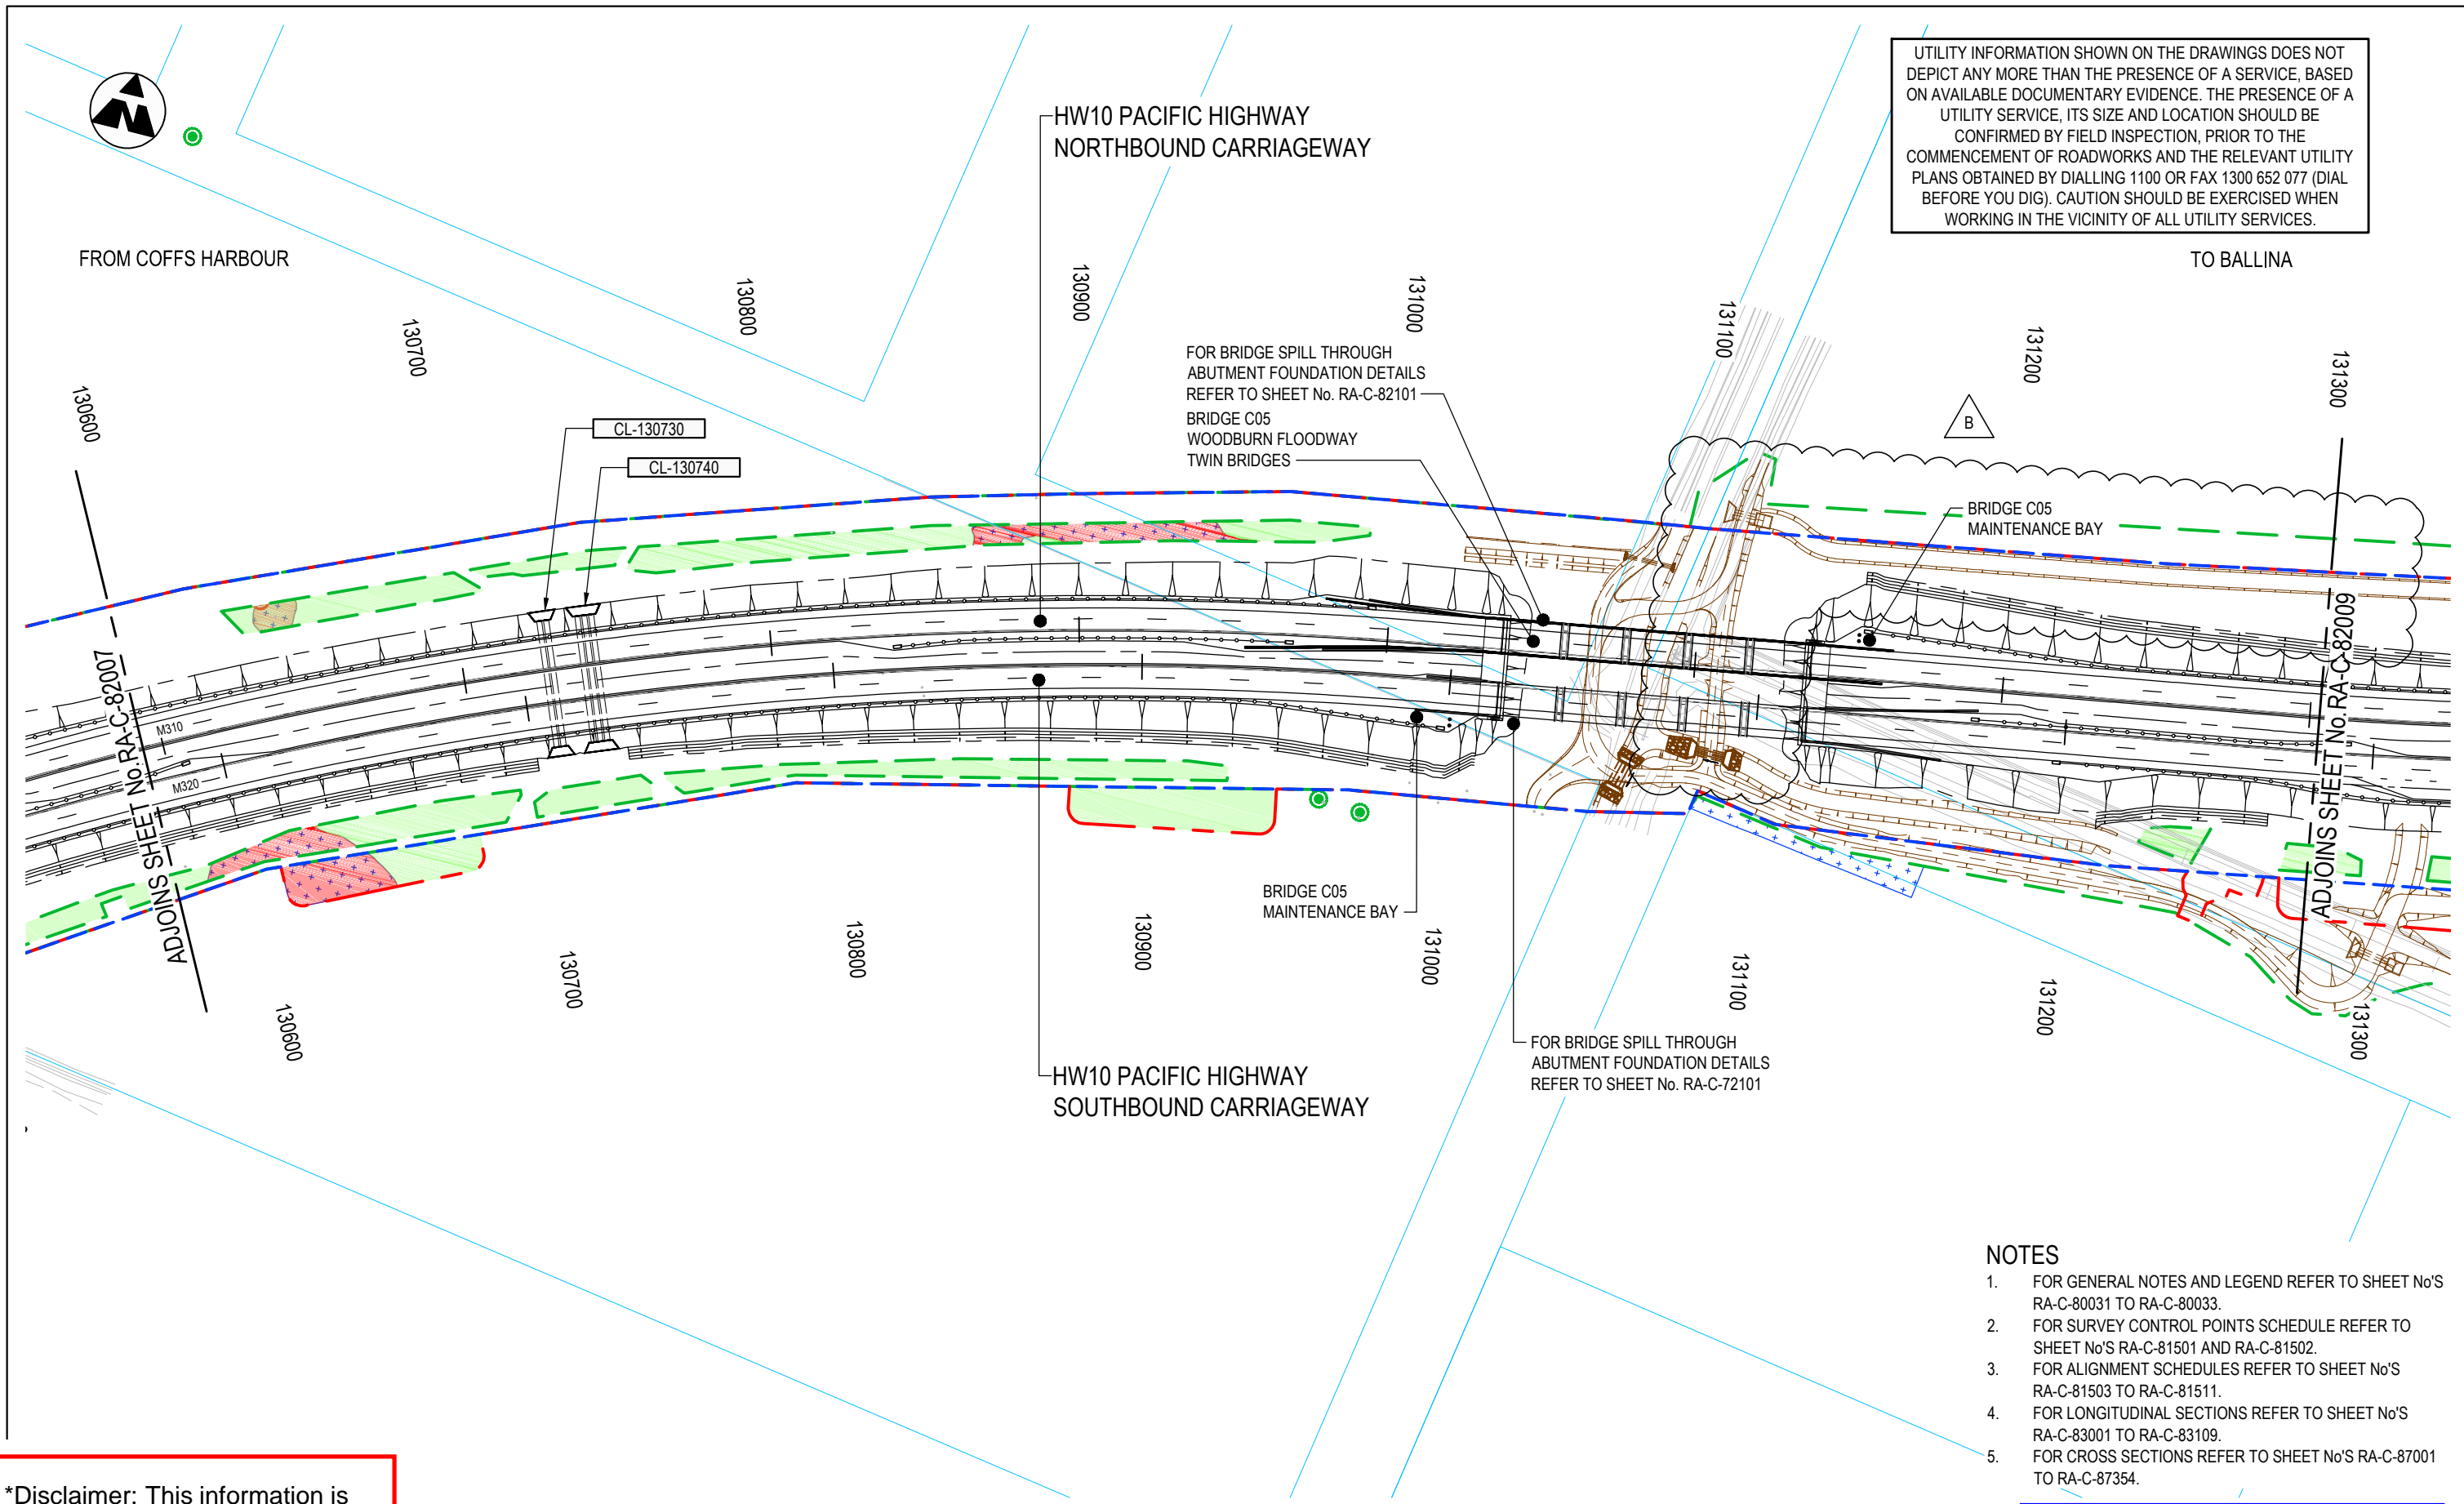 UTILITY INFORMATION SHOWN ON THE DRAWINGS DOES NOT
DEPICT ANY MORE THAN THE PRESENCE OF A SERVICE, BASED
ON AVAILABLE DOCUMENTARY EVIDENCE. THE PRESENCE OF A
UTILITY SERVICE, ITS SIZE AND LOCATION SHOULD BE
CONFIRMED BY FIELD INSPECTION, PRIOR TO THE
COMMENCEMENT OF ROADWORKS AND THE RELEVANT UTILITY
PLANS OBTAINED BY DIALLING 1100 OR FAX 1300 652 077 (DIAL
BEFORE YOU DIG). CAUTION SHOULD BE EXERCISED WHEN
WORKING IN THE VICINITY OF ALL UTILITY SERVICES.
HW10 PACIFIC HIGHWAY
NORTHBOUND CARRIAGEWAY
N
FROM COFFS HARBOUR
TO BALLINA
130600
130700
130800
130900
131000
131100
131200
131300
FOR BRIDGE SPILL THROUGH
ABUTMENT FOUNDATION DETAILS
REFER TO SHEET No. RA-C-82101
BRIDGE C05
WOODBURN FLOODWAY
TWIN BRIDGES
CL-130730
CL-130740
B
BRIDGE C05
MAINTENANCE BAY
ADJOINS SHEET No.RA-C-82007
M310
M320
ADJOINS SHEET No.RA-C-82009
BRIDGE C05
MAINTENANCE BAY
130600
130700
130800
130900
131000
131100
131200
131300
FOR BRIDGE SPILL THROUGH
ABUTMENT FOUNDATION DETAILS
REFER TO SHEET No. RA-C-72101
HW10 PACIFIC HIGHWAY
SOUTHBOUND CARRIAGEWAY
NOTES
1. FOR GENERAL NOTES AND LEGEND REFER TO SHEET No'S
RA-C-80031 TO RA-C-80033.
2. FOR SURVEY CONTROL POINTS SCHEDULE REFER TO
SHEET No'S RA-C-81501 AND RA-C-81502.
3. FOR ALIGNMENT SCHEDULES REFER TO SHEET No'S
RA-C-81503 TO RA-C-81511.
4. FOR LONGITUDINAL SECTIONS REFER TO SHEET No'S
RA-C-83001 TO RA-C-83109.
5. FOR CROSS SECTIONS REFER TO SHEET No'S RA-C-87001
TO RA-C-87354.
*Disclaimer: This information is